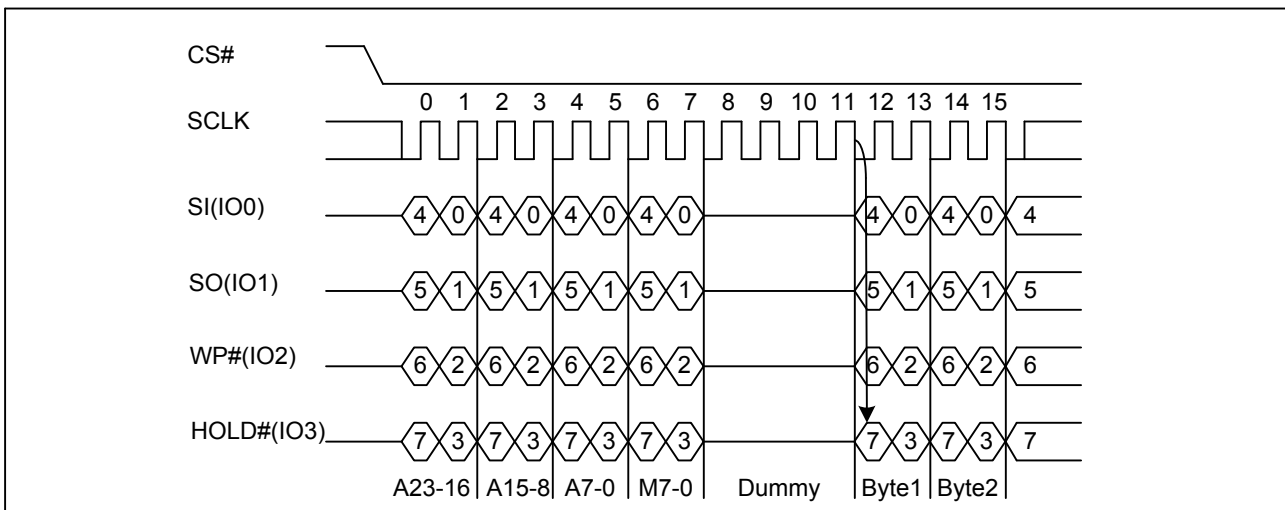 CS#
0 1 2 3 4 5 6 7 8 9 10 11 12 13 14 15
SCLK
SI(IO0) 4 0 4 0 4 0 4 0 4 0 4 0 4
SO(IO1) 5 1 5 1 5 1 5 1 5 1 5 1 5
WP#(IO2) 6 2 6 2 6 2 6 2 6 2 6 2 6
HOLD#(IO3) 7 3 7 3 7 3 7 3 7 3 7 3 7
A23-16 A15-8 A7-0 M7-0 Dummy Byte1 Byte2